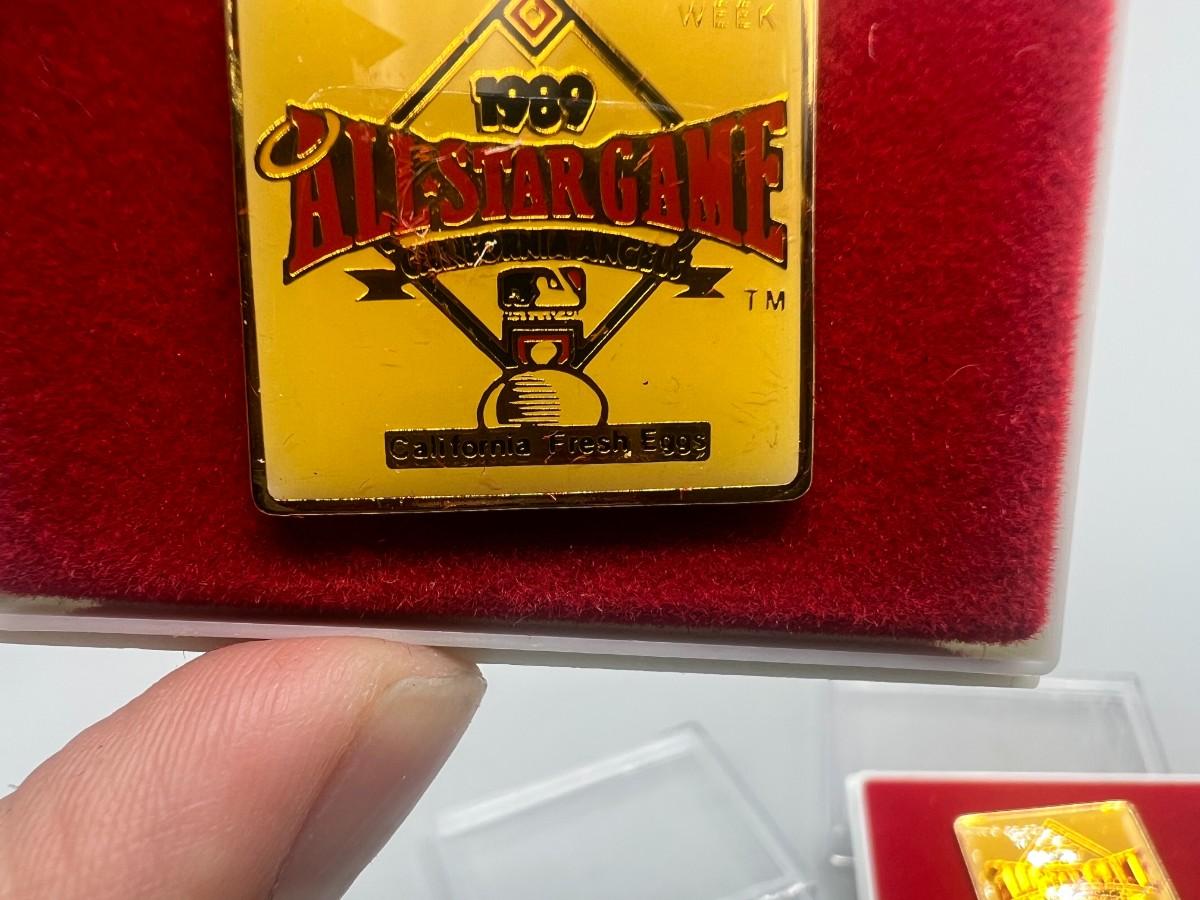 WEEK
1989
ALL-STAR GAME
CALIFORNIA ANGELS
TM
California Fresh Eggs